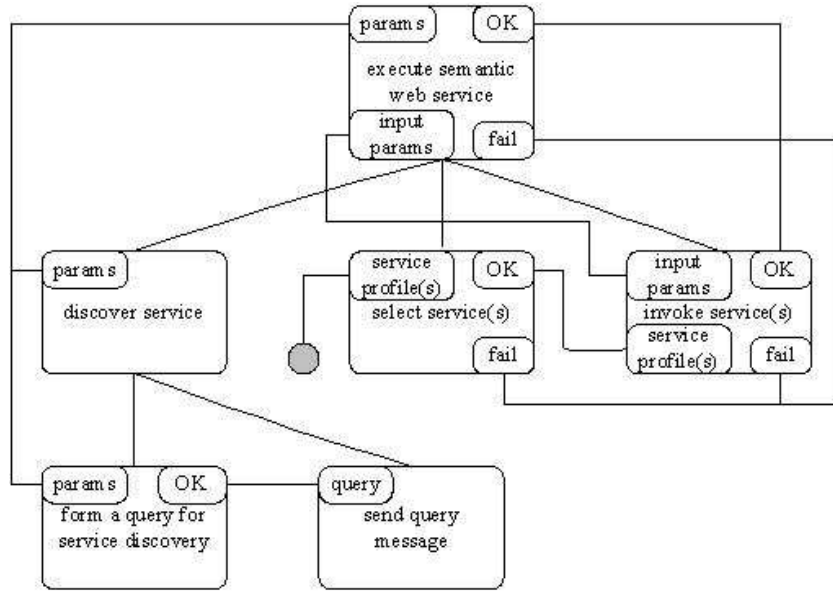 params
OK
execute semantic
web service
input
params
fail
params
discover service
service
profile(s)
OK
select service(s)
fail
input
params
OK
invoke service(s)
service
profile(s)
fail
params
OK
form a query for
service discovery
query
send query
message